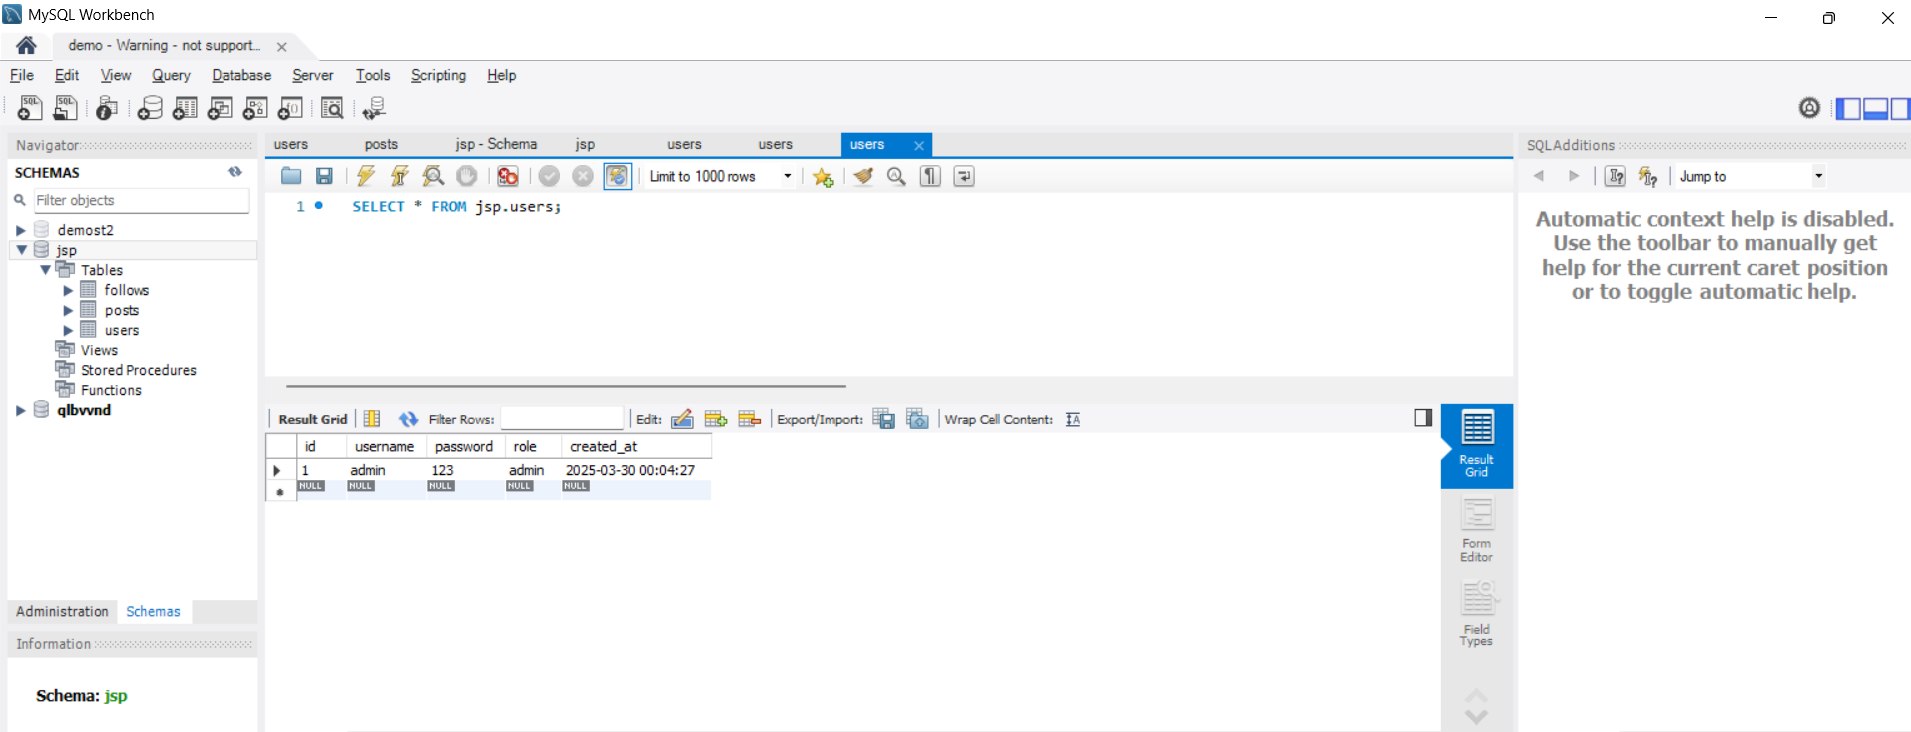 MySQL Workbench
demo - Warning - not support...
File Edit View Query Database Server Tools Scripting Help
Navigator
SCHEMAS
Filter objects
demost2
jsp
Tables
follows
posts
users
Views
Stored Procedures
Functions
qlbvvnd
Administration Schemas
Information
Schema: jsp
users posts jsp - Schema jsp users users users
Limit to 1000 rows
1 SELECT * FROM jsp.users;
Result Grid Filter Rows: Edit: Export/Import: Wrap Cell Content:
id username password role created_at
1 admin 123 admin 2025-03-30 00:04:27
NULL NULL NULL NULL NULL
Result
Grid
Form
Editor
Field
Types
SQLAdditions
Jump to
Automatic context help is disabled.
Use the toolbar to manually get
help for the current caret position
or to toggle automatic help.